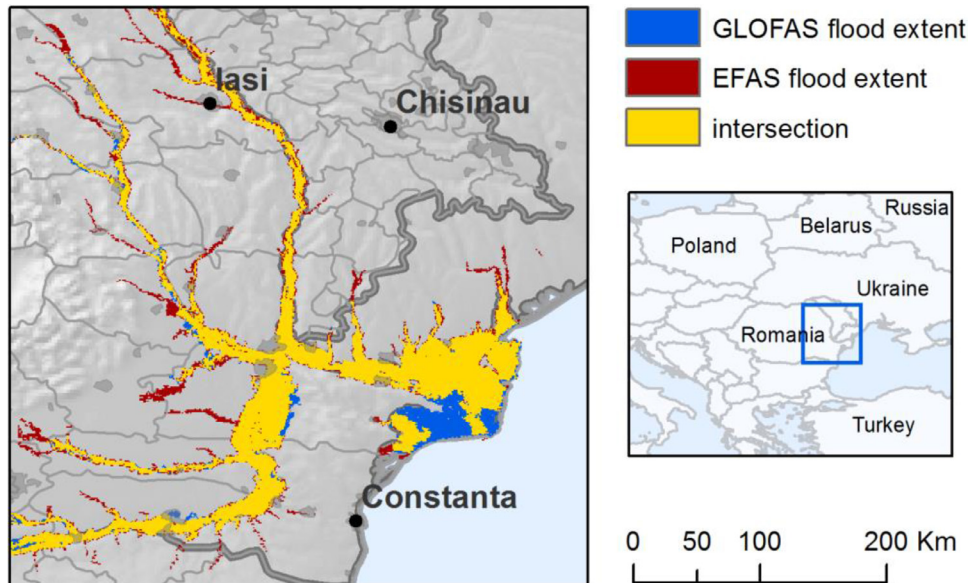 Iasi
Chisinau
Constanta
GLOFAS flood extent
EFAS flood extent
intersection
Russia
Belarus
Poland
Ukraine
Romania
Turkey
0 50 100 200 Km